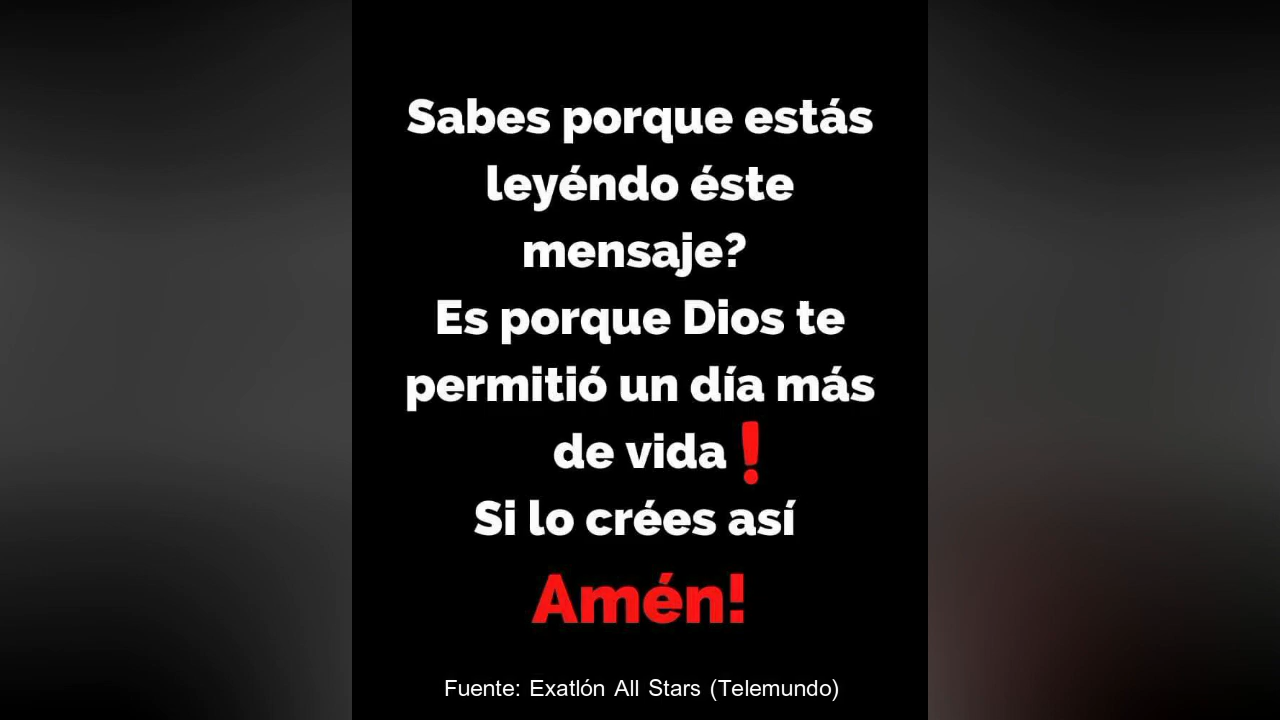 Sabes porque estás
leyéndo éste
mensaje?
Es porque Dios te
permitió un día más
de vida❗
Si lo crées así
Amén!
Fuente: Exatlón All Stars (Telemundo)